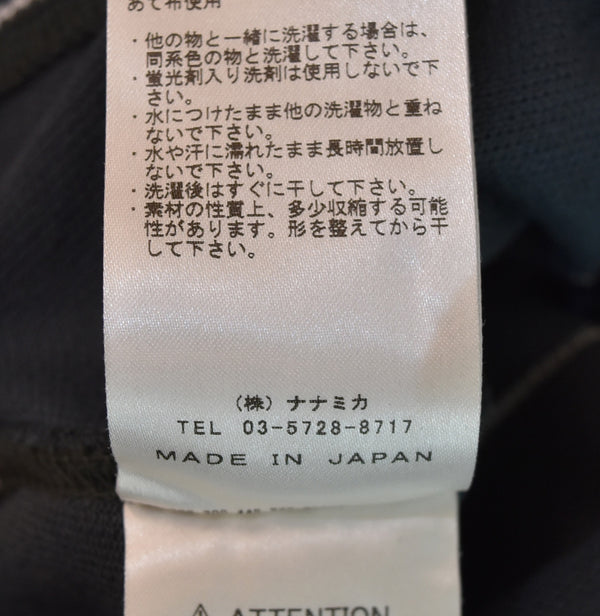 あて布使用
・他の物と一緒に洗濯する場合は、
同系色の物と洗濯して下さい。
・蛍光剤入り洗剤は使用しないで下
さい。
・水につけたまま他の洗濯物と重ね
ないで下さい。
・水や汗に濡れたまま長時間放置し
ないで下さい。
・洗濯後はすぐに干して下さい。
・素材の性質上、多少収縮する可能
性があります。形を整えてから干
して下さい。
(株) ナナミカ
TEL 03-5728-8717
MADE IN JAPAN
⚠ ATTENTION